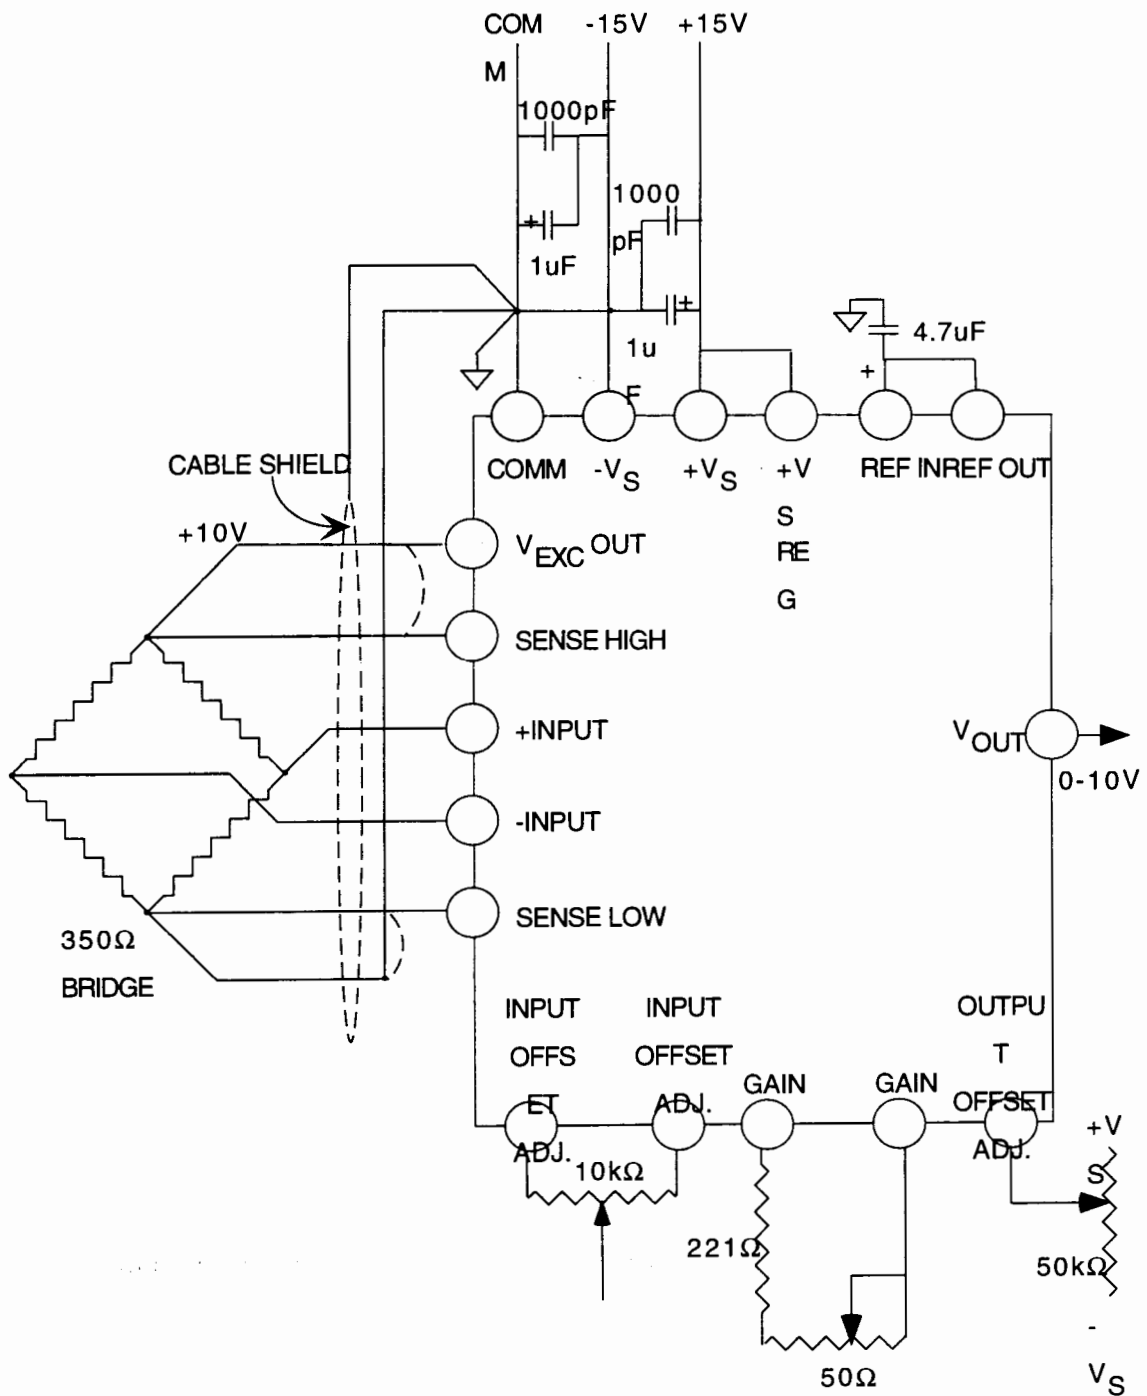 COM
M
-15V
+15V
1000pF
+
1uF
1000
pF
+
1u
F
4.7uF
+
CABLE SHIELD
+10V
COMM
-VS
+VS
+V
S
RE
G
REF IN
REF OUT
VEXC OUT
SENSE HIGH
+INPUT
-INPUT
SENSE LOW
VOUT
0-10V
350Ω
BRIDGE
INPUT
OFFS
ET
ADJ.
INPUT
OFFSET
ADJ.
GAIN
GAIN
OUTPU
T
OFFSET
ADJ.
10kΩ
221Ω
50Ω
+V
S
50kΩ
-
VS